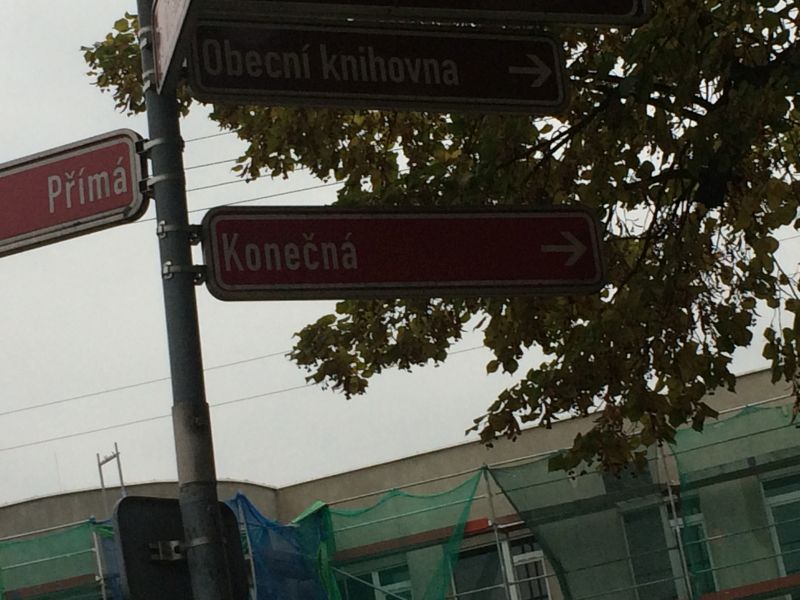 Obecní knihovna
Přímá
Konečná